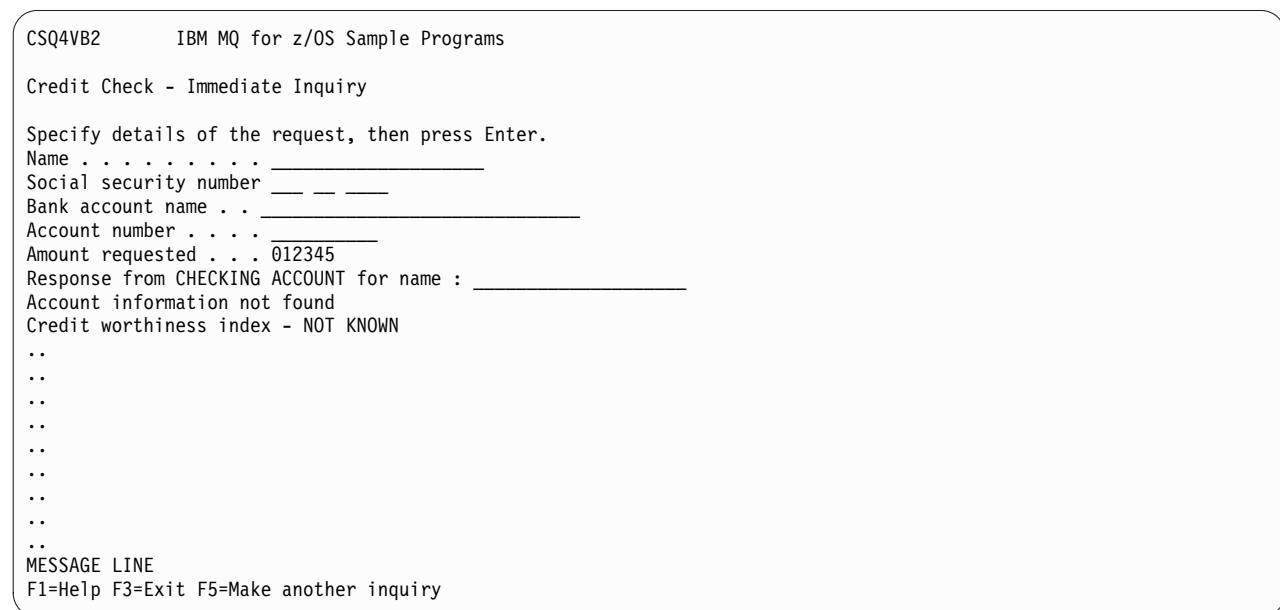 CSQ4VB2 IBM MQ for z/OS Sample Programs
Credit Check - Immediate Inquiry
Specify details of the request, then press Enter.
Name . . . . . . . . . ____________________
Social security number ___ __ ____
Bank account name . . ______________________________
Account number . . . . __________
Amount requested . . . 012345
Response from CHECKING ACCOUNT for name : ____________________
Account information not found
Credit worthiness index - NOT KNOWN
..
..
..
..
..
..
..
..
..
MESSAGE LINE
F1=Help F3=Exit F5=Make another inquiry